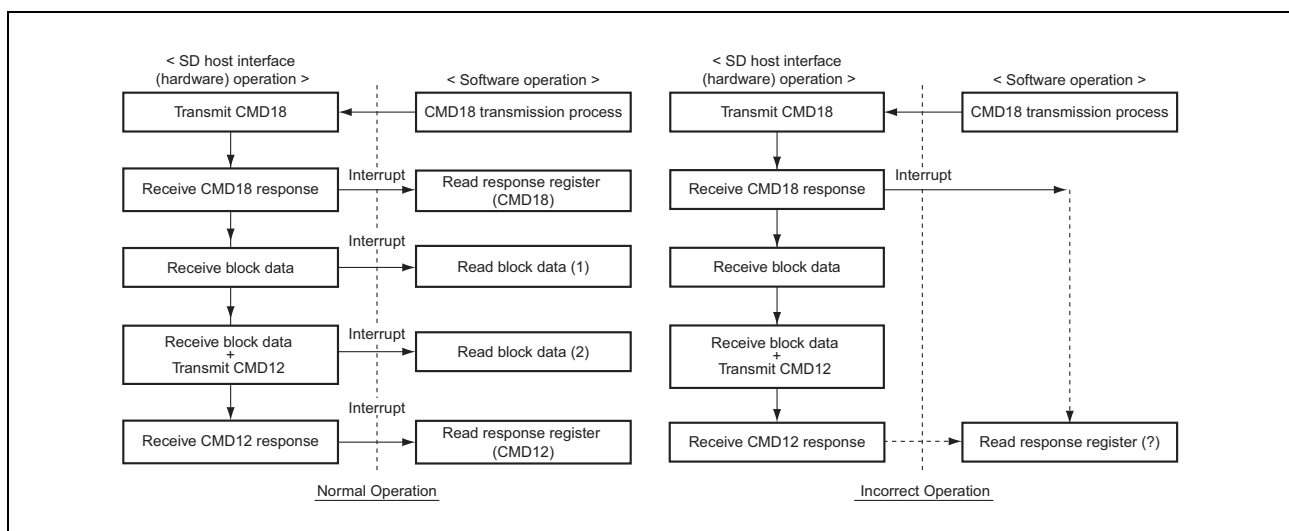 < SD host interface
(hardware) operation >
< Software operation >
Transmit CMD18
CMD18 transmission process
Receive CMD18 response
Interrupt
Read response register
(CMD18)
Receive block data
Interrupt
Read block data (1)
Receive block data
+
Transmit CMD12
Interrupt
Read block data (2)
Receive CMD12 response
Interrupt
Read response register
(CMD12)
Normal Operation
< SD host interface
(hardware) operation >
< Software operation >
Transmit CMD18
CMD18 transmission process
Receive CMD18 response
Interrupt
Receive block data
Receive block data
+
Transmit CMD12
Receive CMD12 response
Read response register (?)
Incorrect Operation